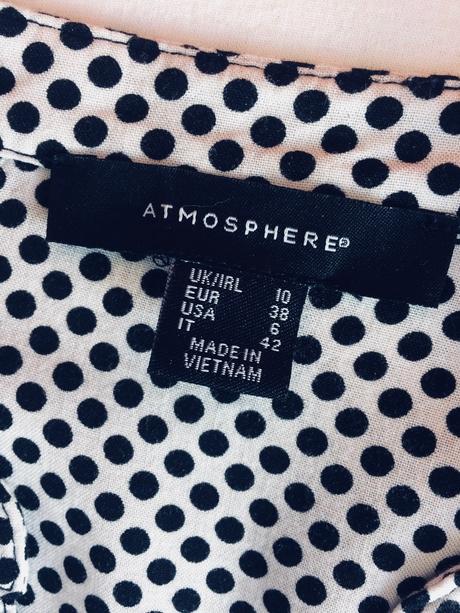 ATMOSPHERE®
UK/IRL 10
EUR 38
USA 6
IT 42
MADE IN
VIETNAM